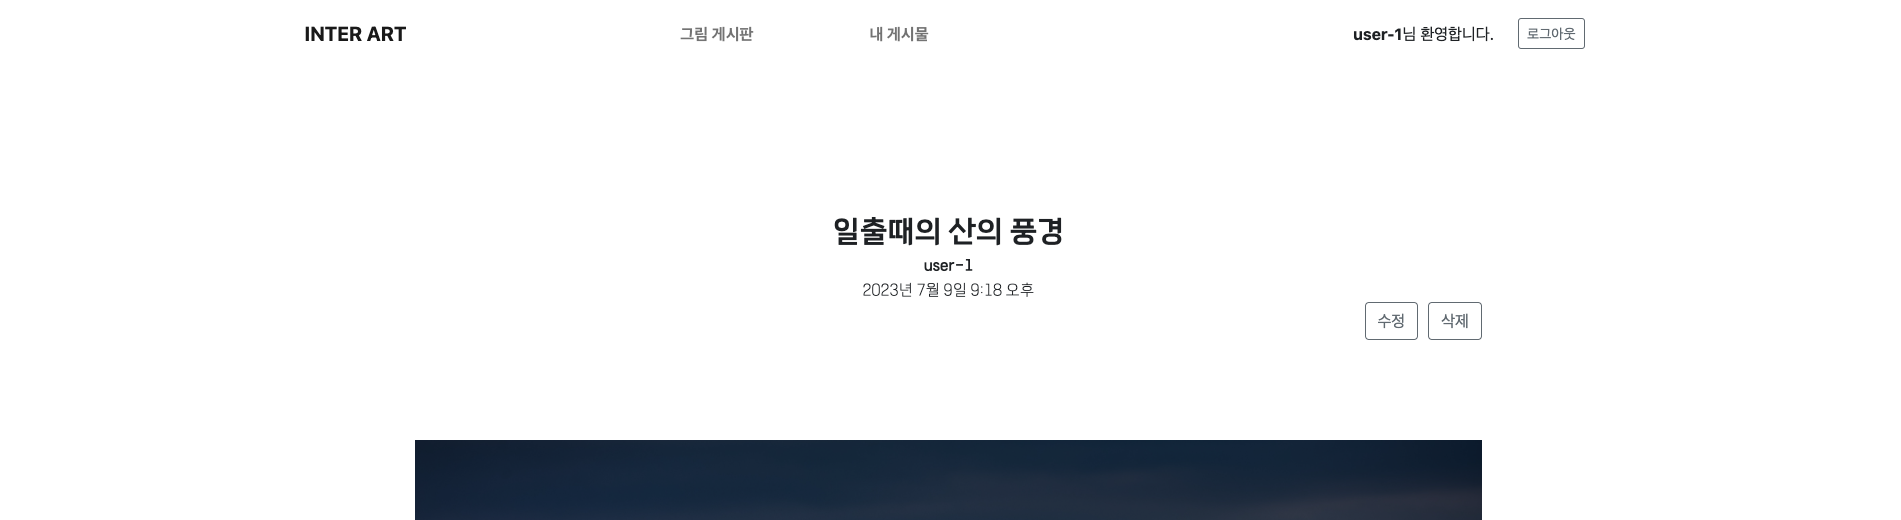 INTER ART
그림 게시판
내 게시물
user-1님 환영합니다.
로그아웃
일출때의 산의 풍경
user-1
2023년 7월 9일 9:18 오후
수정
삭제